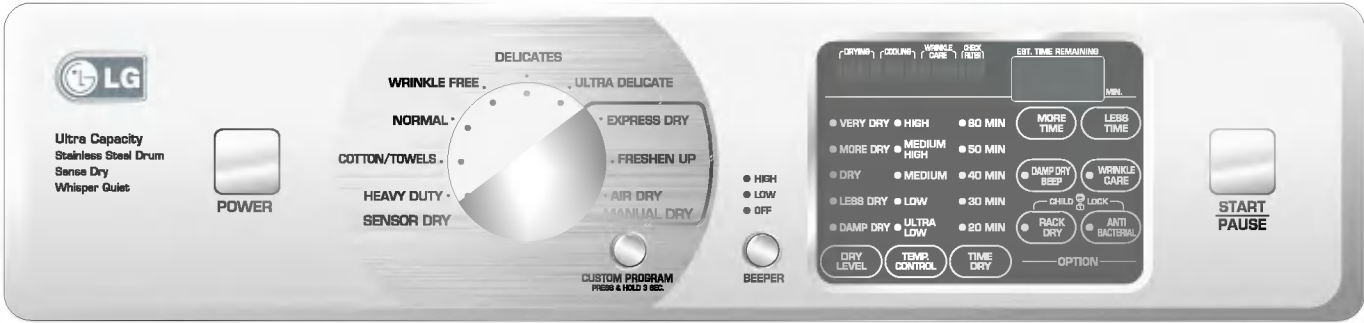 LG
Ultra Capacity
Stainless Steel Drum
Sense Dry
Whisper Quiet
POWER
DELICATES
WRINKLE FREE
ULTRA DELICATE
NORMAL
EXPRESS DRY
COTTON/TOWELS
FRESHEN UP
HEAVY DUTY
AIR DRY
SENSOR DRY
MANUAL DRY
CUSTOM PROGRAM
PRESS & HOLD 3 SEC.
HIGH
LOW
OFF
BEEPER
DRYING COOLING WRINKLE CARE CHECK FILTER
EST. TIME REMAINING
MIN.
VERY DRY HIGH 60 MIN
MORE TIME
LESS TIME
MORE DRY MEDIUM HIGH 50 MIN
DRY MEDIUM 40 MIN
DAMP DRY BEEP
WRINKLE CARE
LESS DRY LOW 30 MIN
CHILD LOCK
DAMP DRY ULTRA LOW 20 MIN
RACK DRY
ANTI BACTERIAL
DRY LEVEL
TEMP. CONTROL
TIME DRY
OPTION
START
PAUSE